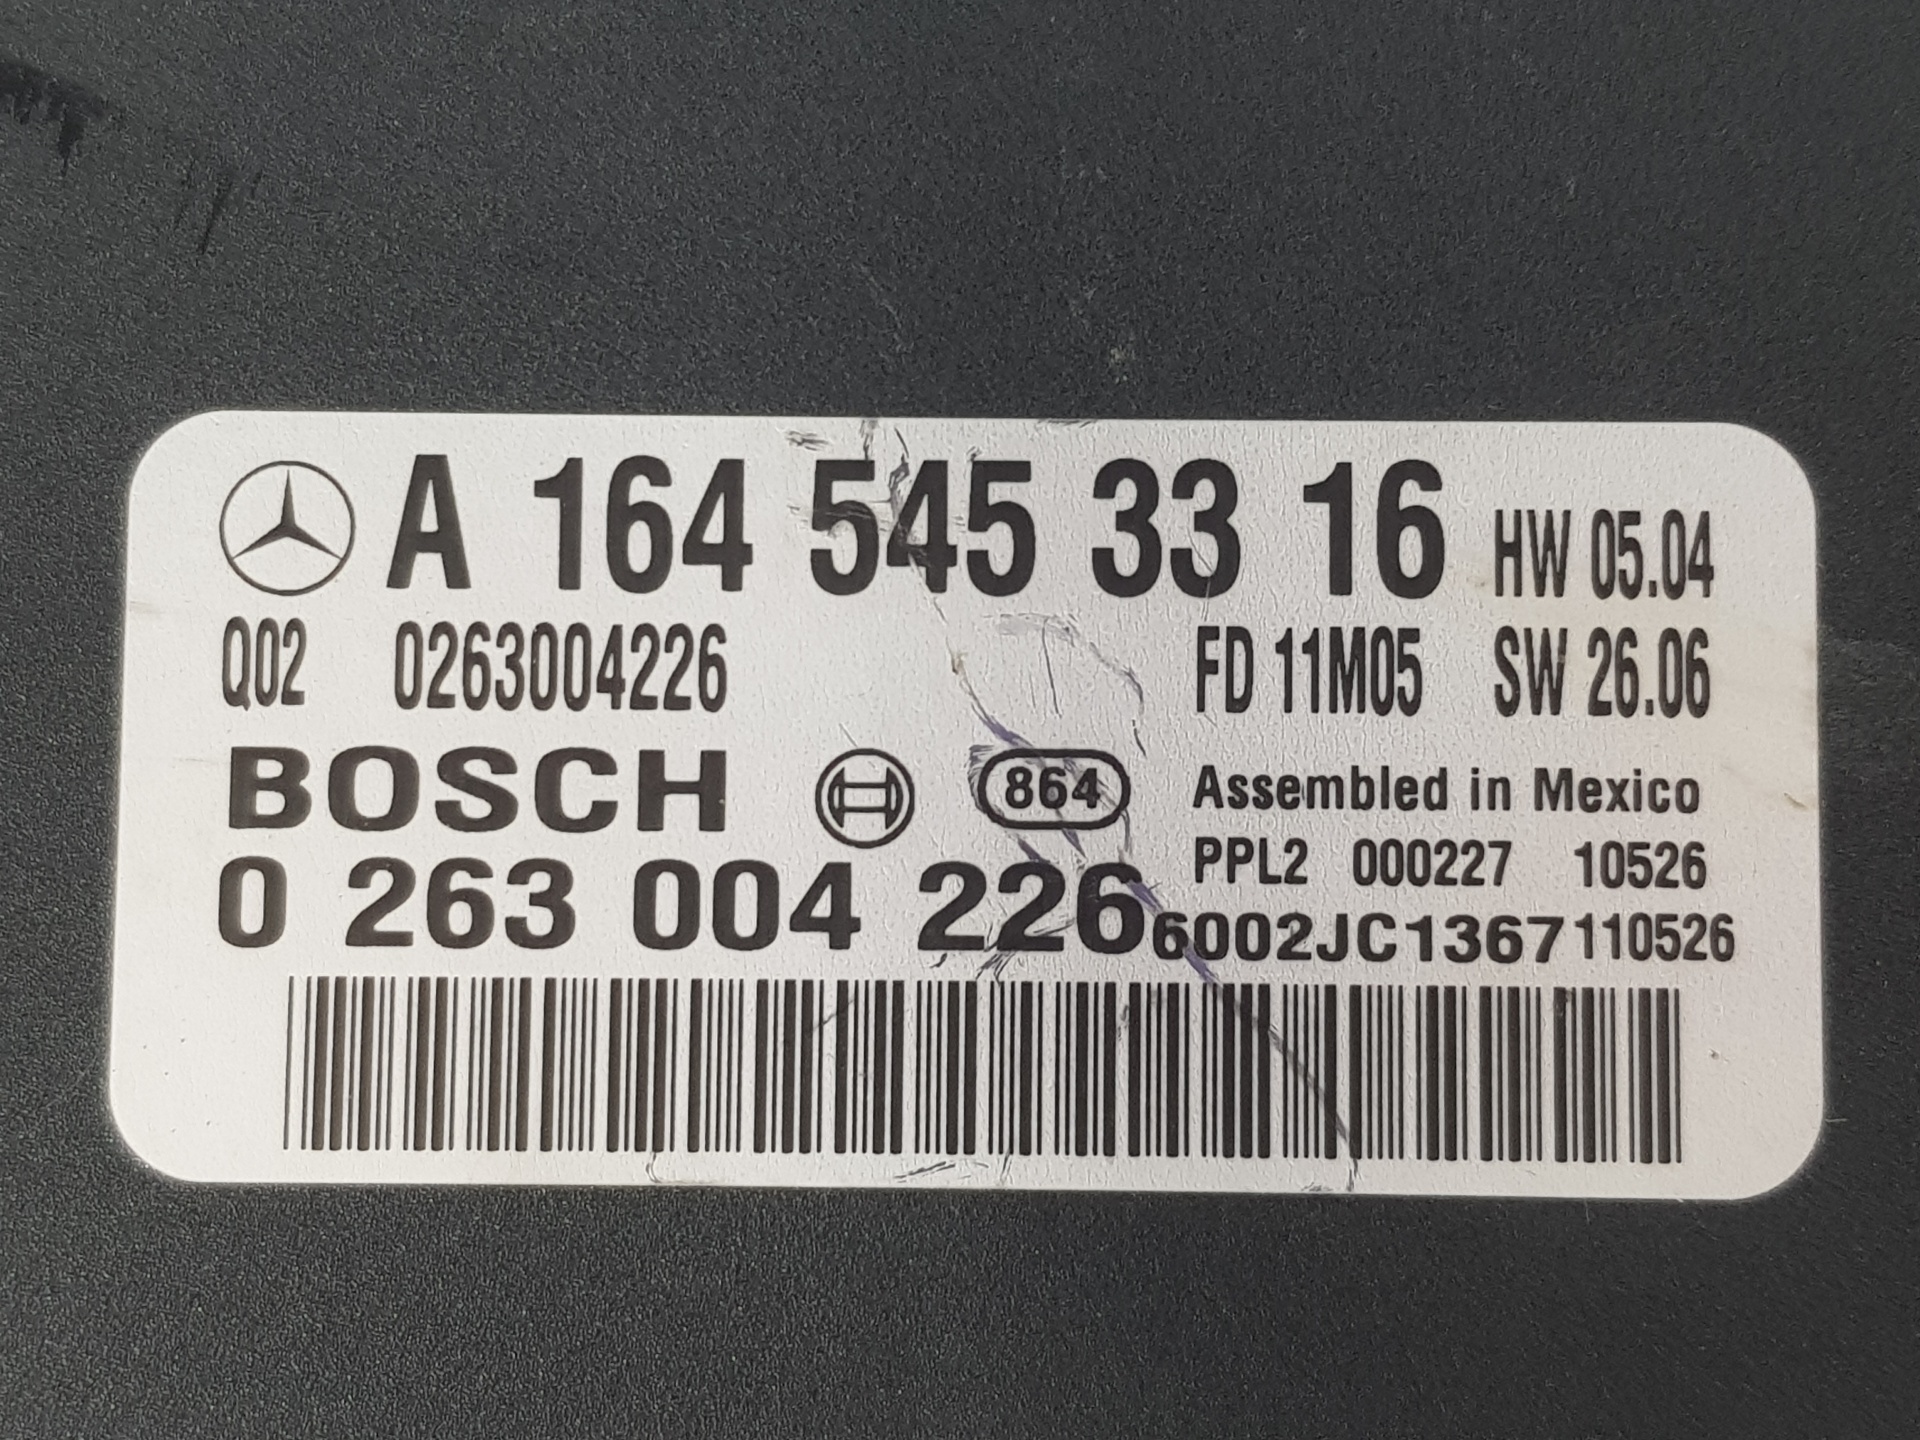 A 164 545 33 16 HW 05.04
Q02 0263004226 FD 11M05 SW 26.06
BOSCH 864 Assembled in Mexico
PPL2 000227 10526
0 263 004 226 6002JC1367 110526